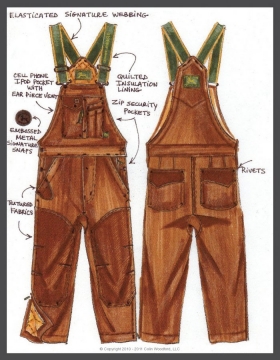 ELASTICATED SIGNATURE WEBBING
CELL PHONE
IPOD POCKET
WITH
EAR PIECE VENT
QUILTED
INSULATION
LINING
ZIP SECURITY
POCKETS
EMBOSSED
METAL
SIGNATURE
SNAPS
RIVETS
TEXTURED
FABRICS